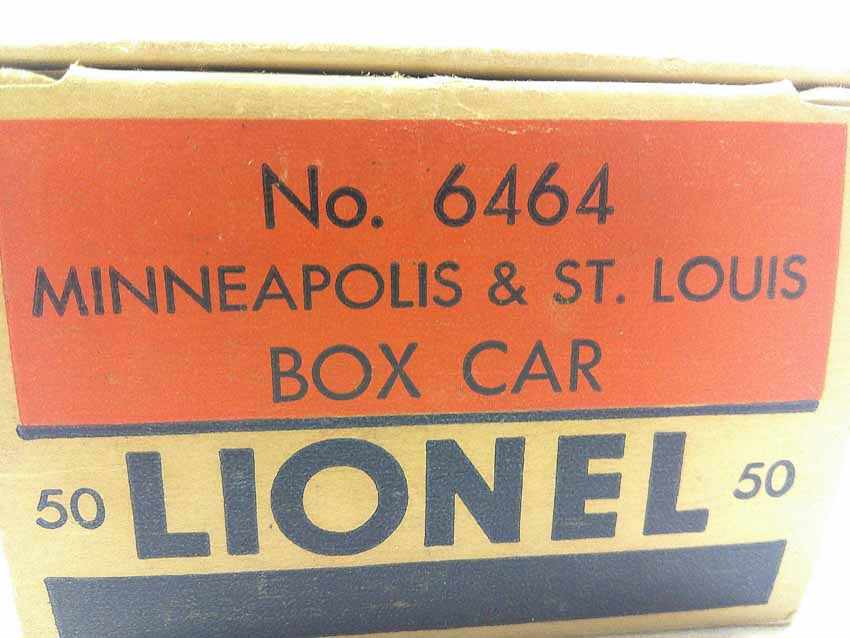 No. 6464
MINNEAPOLIS & ST. LOUIS
BOX CAR
50 LIONEL 50